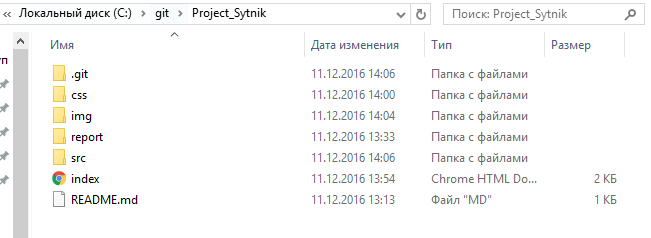 Локальный диск (C:) git Project_Sytnik Поиск: Project_Sytnik
Имя Дата изменения Тип Размер
.git 11.12.2016 14:06 Папка с файлами
css 11.12.2016 14:00 Папка с файлами
img 11.12.2016 14:04 Папка с файлами
report 11.12.2016 13:33 Папка с файлами
src 11.12.2016 14:06 Папка с файлами
index 11.12.2016 13:54 Chrome HTML Do... 2 КБ
README.md 11.12.2016 13:13 Файл "MD" 1 КБ